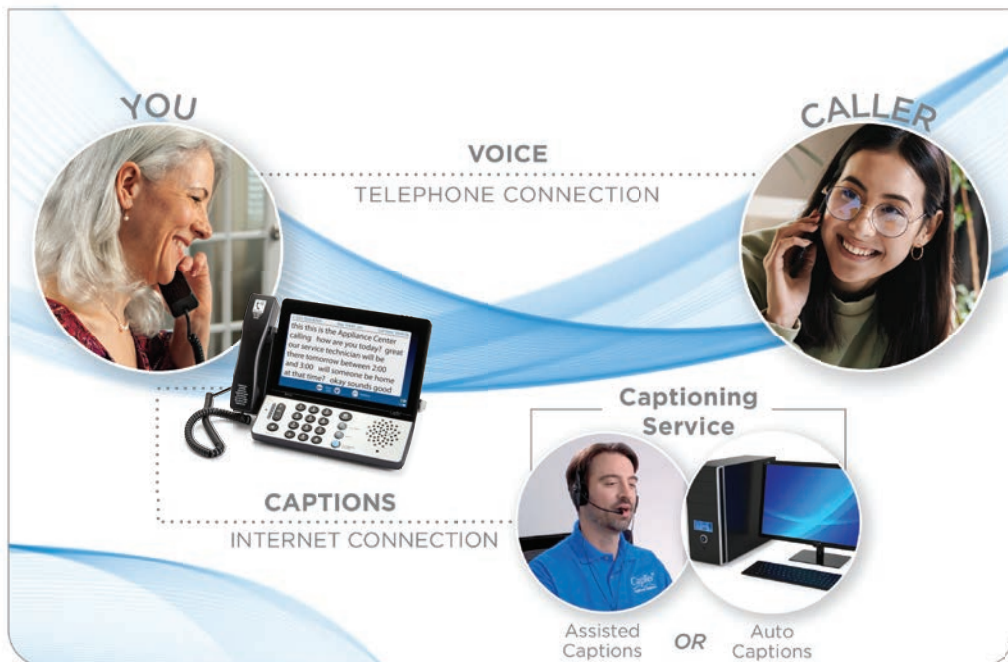 YOU
CALLER
VOICE
TELEPHONE CONNECTION
this this is the Appliance Center
calling how are you today? great
our service technician will be
there tomorrow between 2:00
and 3:00 will someone be home
at that time? okay sounds good
Captioning
Service
CAPTIONS
INTERNET CONNECTION
CapTel
Assisted
Captions
OR
Auto
Captions